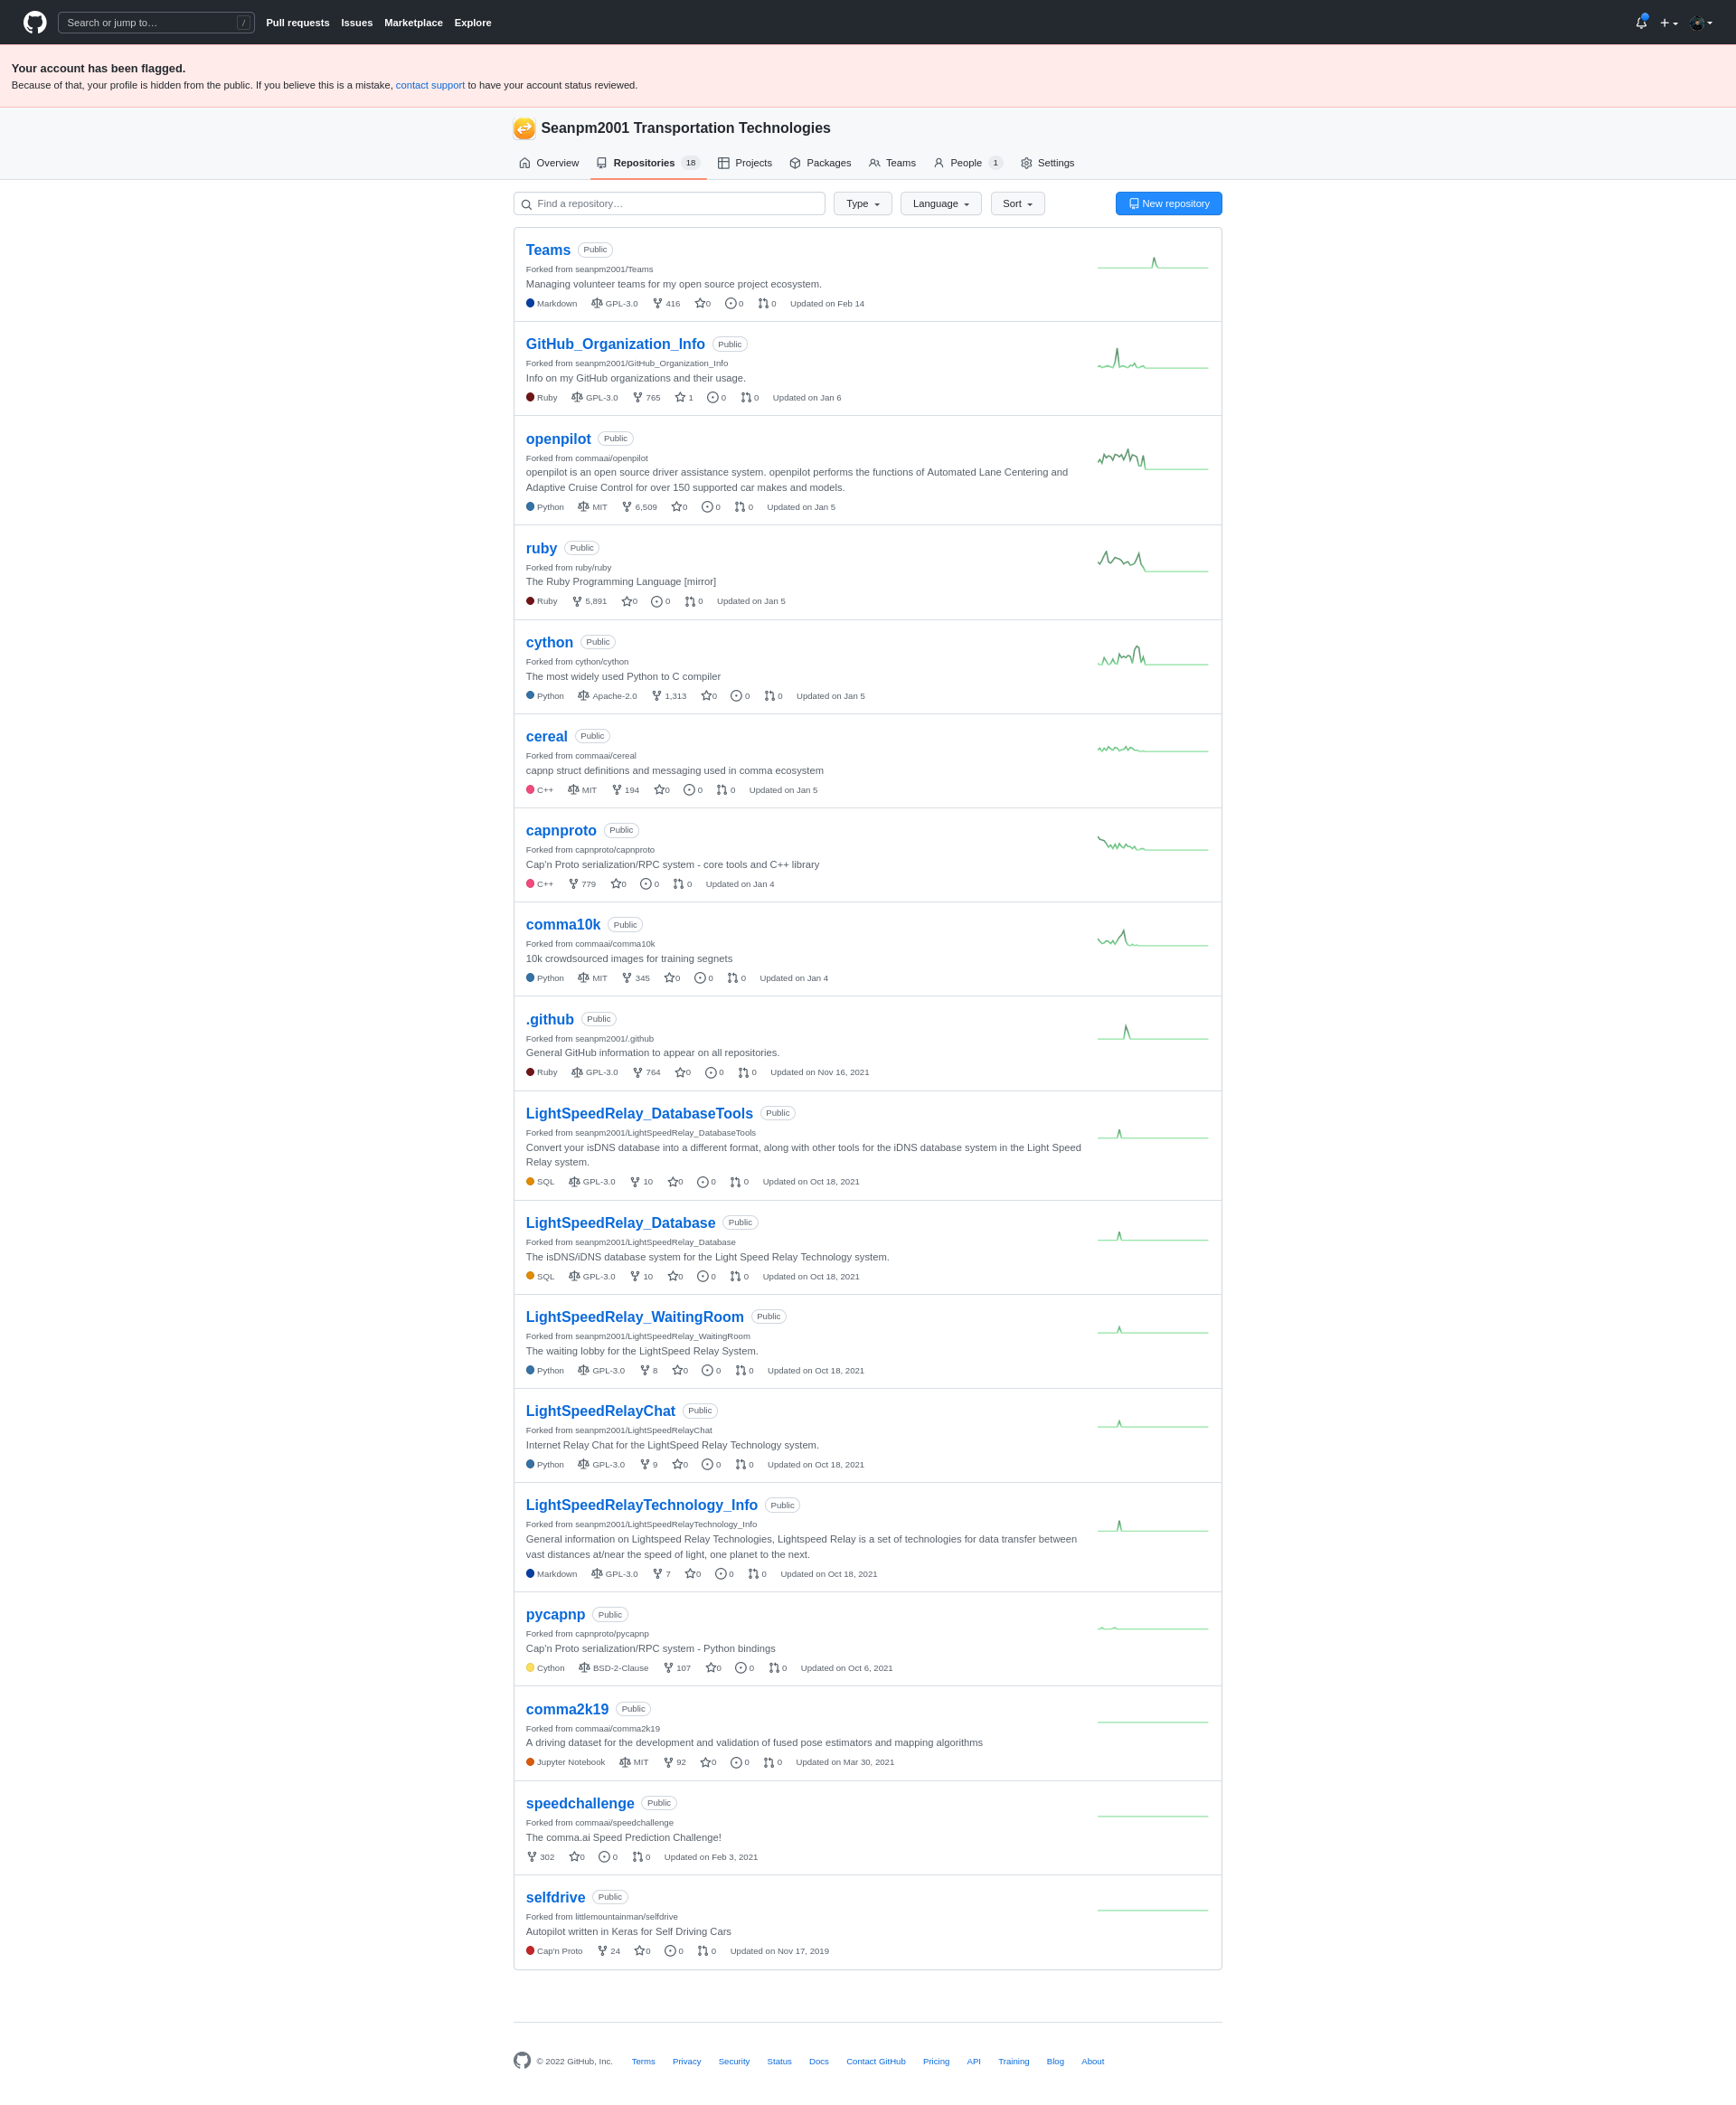 Search or jump to… /
Pull requests Issues Marketplace Explore
Your account has been flagged.
Because of that, your profile is hidden from the public. If you believe this is a mistake, contact support to have your account status reviewed.
Seanpm2001 Transportation Technologies
Overview Repositories 18 Projects Packages Teams People 1 Settings
Find a repository… Type Language Sort New repository
Teams Public
Forked from seanpm2001/Teams
Managing volunteer teams for my open source project ecosystem.
Markdown GPL-3.0 416 0 0 0 Updated on Feb 14
GitHub_Organization_Info Public
Forked from seanpm2001/GitHub_Organization_Info
Info on my GitHub organizations and their usage.
Ruby GPL-3.0 765 1 0 0 Updated on Jan 6
openpilot Public
Forked from commaai/openpilot
openpilot is an open source driver assistance system. openpilot performs the functions of Automated Lane Centering and
Adaptive Cruise Control for over 150 supported car makes and models.
Python MIT 6,509 0 0 0 Updated on Jan 5
ruby Public
Forked from ruby/ruby
The Ruby Programming Language [mirror]
Ruby 5,891 0 0 0 Updated on Jan 5
cython Public
Forked from cython/cython
The most widely used Python to C compiler
Python Apache-2.0 1,313 0 0 0 Updated on Jan 5
cereal Public
Forked from commaai/cereal
capnp struct definitions and messaging used in comma ecosystem
C++ MIT 194 0 0 0 Updated on Jan 5
capnproto Public
Forked from capnproto/capnproto
Cap'n Proto serialization/RPC system - core tools and C++ library
C++ 779 0 0 0 Updated on Jan 4
comma10k Public
Forked from commaai/comma10k
10k crowdsourced images for training segnets
Python MIT 345 0 0 0 Updated on Jan 4
.github Public
Forked from seanpm2001/.github
General GitHub information to appear on all repositories.
Ruby GPL-3.0 764 0 0 0 Updated on Nov 16, 2021
LightSpeedRelay_DatabaseTools Public
Forked from seanpm2001/LightSpeedRelay_DatabaseTools
Convert your isDNS database into a different format, along with other tools for the iDNS database system in the Light Speed
Relay system.
SQL GPL-3.0 10 0 0 0 Updated on Oct 18, 2021
LightSpeedRelay_Database Public
Forked from seanpm2001/LightSpeedRelay_Database
The isDNS/iDNS database system for the Light Speed Relay Technology system.
SQL GPL-3.0 10 0 0 0 Updated on Oct 18, 2021
LightSpeedRelay_WaitingRoom Public
Forked from seanpm2001/LightSpeedRelay_WaitingRoom
The waiting lobby for the LightSpeed Relay System.
Python GPL-3.0 8 0 0 0 Updated on Oct 18, 2021
LightSpeedRelayChat Public
Forked from seanpm2001/LightSpeedRelayChat
Internet Relay Chat for the LightSpeed Relay Technology system.
Python GPL-3.0 9 0 0 0 Updated on Oct 18, 2021
LightSpeedRelayTechnology_Info Public
Forked from seanpm2001/LightSpeedRelayTechnology_Info
General information on Lightspeed Relay Technologies, Lightspeed Relay is a set of technologies for data transfer between
vast distances at/near the speed of light, one planet to the next.
Markdown GPL-3.0 7 0 0 0 Updated on Oct 18, 2021
pycapnp Public
Forked from capnproto/pycapnp
Cap'n Proto serialization/RPC system - Python bindings
Cython BSD-2-Clause 107 0 0 0 Updated on Oct 6, 2021
comma2k19 Public
Forked from commaai/comma2k19
A driving dataset for the development and validation of fused pose estimators and mapping algorithms
Jupyter Notebook MIT 92 0 0 0 Updated on Mar 30, 2021
speedchallenge Public
Forked from commaai/speedchallenge
The comma.ai Speed Prediction Challenge!
302 0 0 0 Updated on Feb 3, 2021
selfdrive Public
Forked from littlemountainman/selfdrive
Autopilot written in Keras for Self Driving Cars
Cap'n Proto 24 0 0 0 Updated on Nov 17, 2019
© 2022 GitHub, Inc. Terms Privacy Security Status Docs Contact GitHub Pricing API Training Blog About